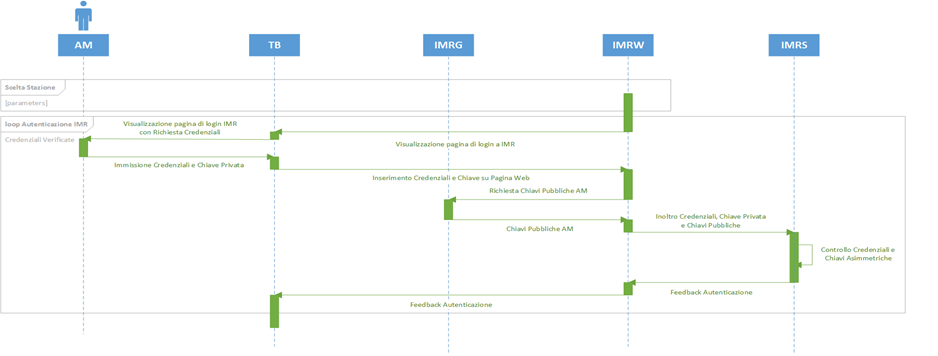 AM
TB
IMRG
IMRW
IMRS
Scelta Stazione
[parameters]
loop Autenticazione IMR
Credenziali Verificate
Visualizzazione pagina di login IMR
con Richiesta Credenziali
Visualizzazione pagina di login a IMR
Immissione Credenziali e Chiave Privata
Inserimento Credenziali e Chiave su Pagina Web
Richiesta Chiavi Pubbliche AM
Chiavi Pubbliche AM
Inoltro Credenziali, Chiave Privata
e Chiavi Pubbliche
Controllo Credenziali e
Chiavi Asimmetriche
Feedback Autenticazione
Feedback Autenticazione